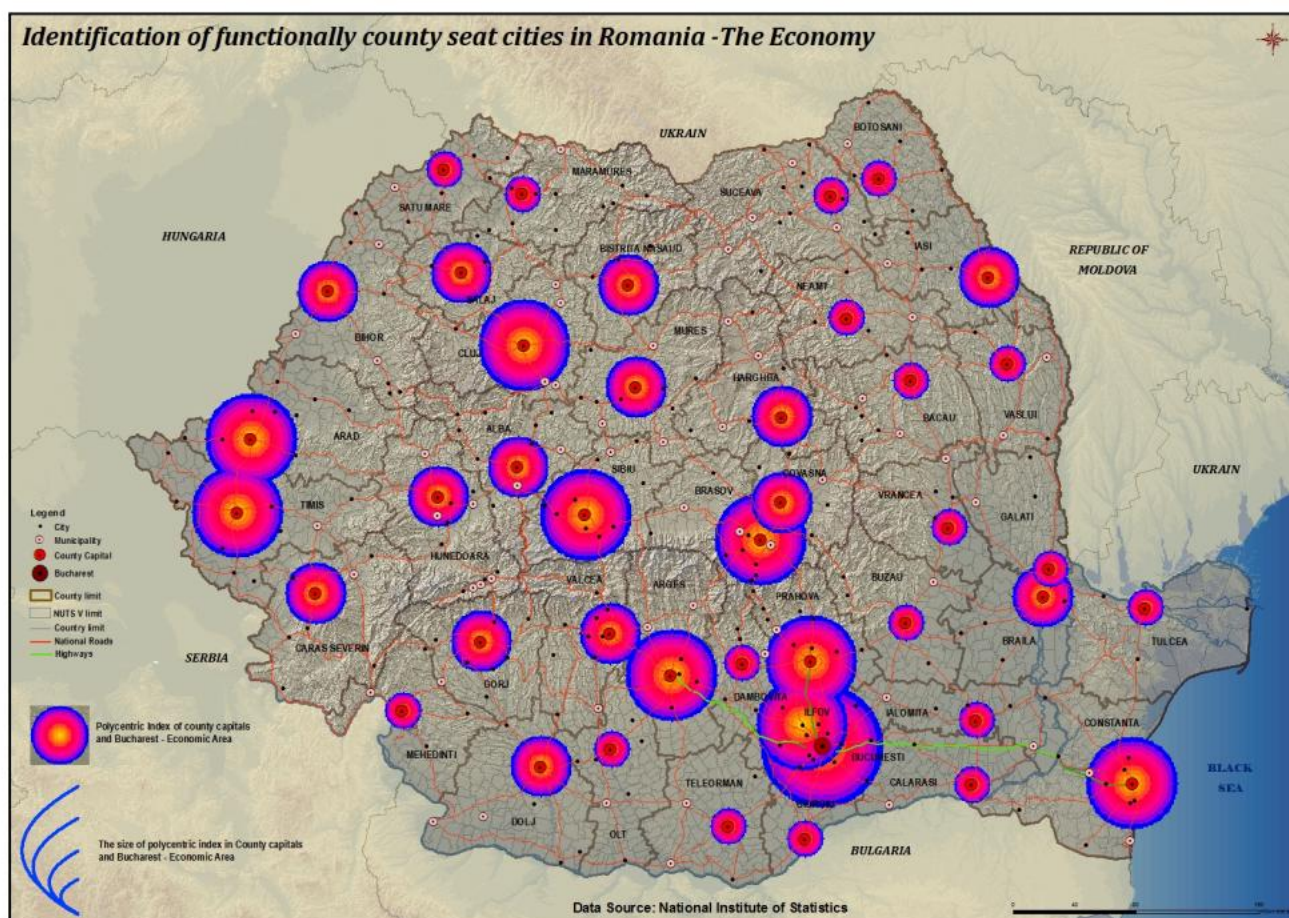 Identification of functionally county seat cities in Romania -The Economy
UKRAIN
BOTOSANI
MARAMURES
SUCEAVA
SATU MARE
HUNGARIA
IASI
REPUBLIC OF
MOLDOVA
BISTRITA NASAUD
NEAMT
SALAJ
BIHOR
MURES
CLUJ
HARGHITA
BACAU
VASLUI
ARAD
ALBA
UKRAIN
SIBIU
COVASNA
BRASOV
VRANCEA
GALATI
TIMIS
Legend
City
Municipality
County Capital
Bucharest
County limit
NUTS V limit
Country limit
National Roads
Highways
HUNEDOARA
VALCEA
ARGES
PRAHOVA
BUZAU
BRAILA
TULCEA
SERBIA
CARAS SEVERIN
GORJ
DAMBOVITA
ILFOV
IALOMITA
CONSTANTA
Polycentric Index of county capitals
and Bucharest - Economic Area
MEHEDINTI
BUCURESTI
TELEORMAN
CALARASI
BLACK
SEA
GIURGIU
DOLJ
OLT
The size of polycentric index in County capitals
and Bucharest - Economic Area
BULGARIA
Data Source: National Institute of Statistics